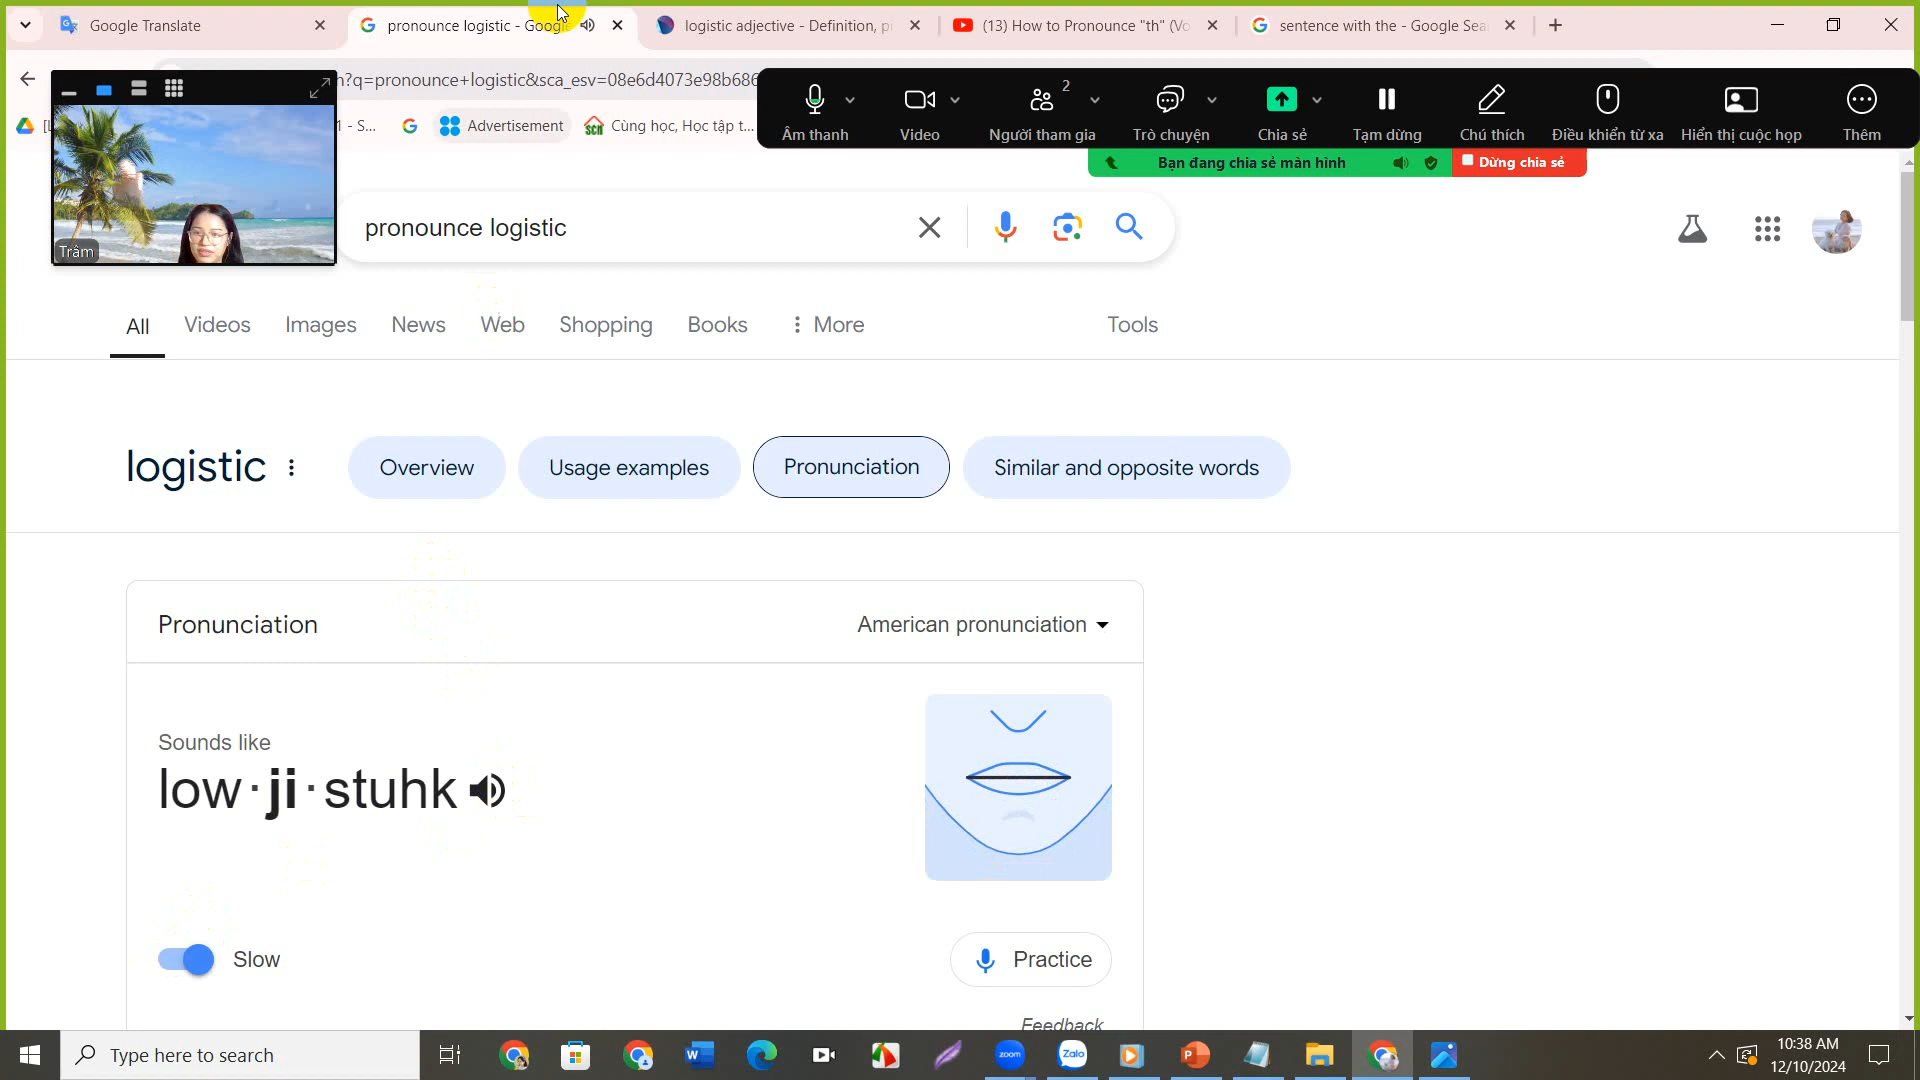 Google Translate
pronounce logistic - Google
logistic adjective - Definition, p
(13) How to Pronounce "th" (Vo
sentence with the - Google Sea
?q=pronounce+logistic&sca_esv=08e6d4073e98b686
Advertisement
Cùng học, Học tập t...
2
Âm thanh
Video
Người tham gia
Trò chuyện
Chia sẻ
Tạm dừng
Chú thích
Điều khiển từ xa
Hiển thị cuộc họp
Thêm
Bạn đang chia sẻ màn hình
Dừng chia sẻ
Trâm
pronounce logistic
All
Videos
Images
News
Web
Shopping
Books
More
Tools
logistic
Overview
Usage examples
Pronunciation
Similar and opposite words
Pronunciation
American pronunciation
Sounds like
low·ji·stuhk
Slow
Practice
Feedback
Type here to search
zoom
Zalo
10:38 AM
12/10/2024